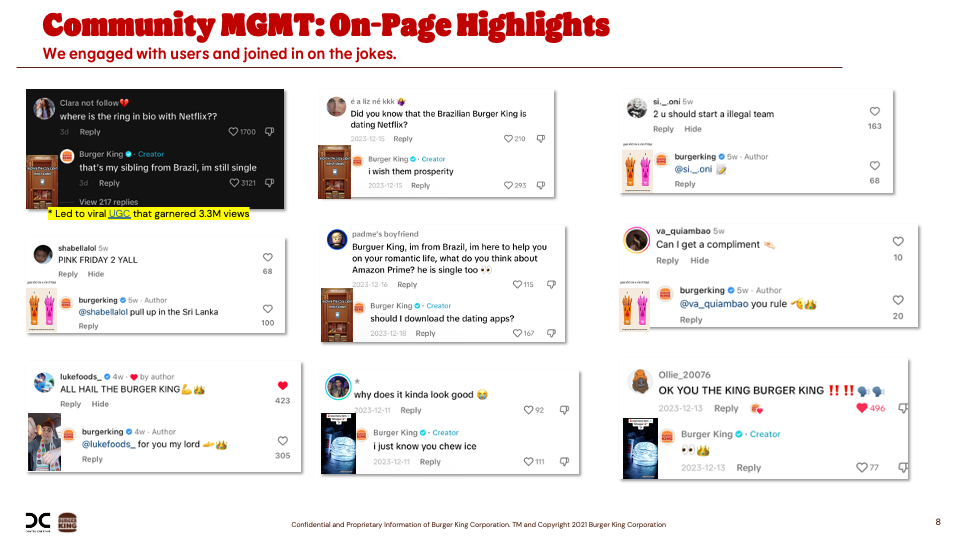 Community MGMT: On-Page Highlights
We engaged with users and joined in on the jokes.
Clara not follow💔
where is the ring in bio with Netflix??
3d Reply 1700
Burger King · Creator
that's my sibling from Brazil, im still single
3d Reply 3121
View 217 replies
* Led to viral UGC that garnered 3.3M views
é a liz né kkk
Did you know that the Brazilian Burger King is
dating Netflix?
2023-12-15 Reply 210
Burger King · Creator
i wish them prosperity
2023-12-15 Reply 293
si._.oni 5w
2 u should start a illegal team
Reply Hide
163
burgerking 5w · Author
@si._.oni 📝
Reply
68
shabellalol 5w
PINK FRIDAY 2 YALL
Reply Hide
68
burgerking 5w · Author
@shabellalol pull up in the Sri Lanka
Reply
100
padme's boyfriend
Burguer King, im from Brazil, im here to help you
on your romantic life, what do you think about
Amazon Prime? he is single too 👀
2023-12-16 Reply 115
Burger King · Creator
should I download the dating apps?
2023-12-18 Reply 167
va_quiambao 5w
Can I get a compliment
Reply Hide
10
burgerking 5w · Author
@va_quiambao you rule 👑
Reply
20
lukefoods_ 4w · ❤ by author
ALL HAIL THE BURGER KING💪👑
Reply Hide
423
burgerking 4w · Author
@lukefoods_ for you my lord 👑
Reply
305
*
why does it kinda look good 😭
2023-12-11 Reply 92
Burger King · Creator
i just know you chew ice
2023-12-11 Reply 111
Ollie_20076
OK YOU THE KING BURGER KING ‼️‼️🗣️🗣️
2023-12-13 Reply 496
Burger King · Creator
👀👑
2023-12-13 Reply 77
DC
BURGER KING
Confidential and Proprietary Information of Burger King Corporation. TM and Copyright 2021 Burger King Corporation
8